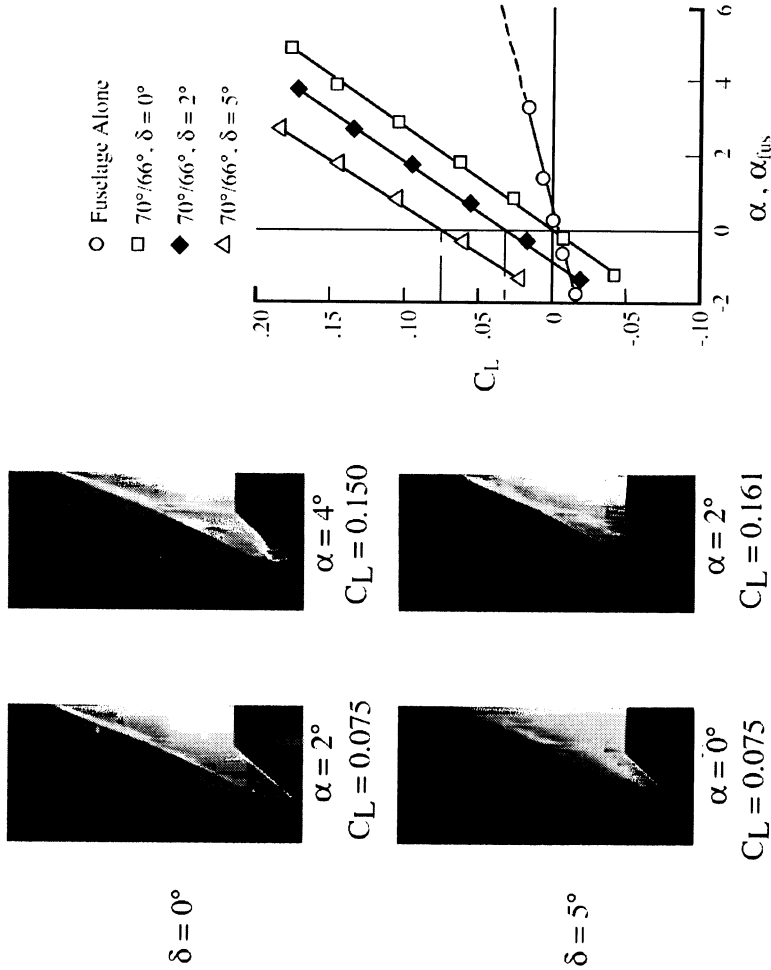 δ = 0°
α = 2°
C_L = 0.075
α = 4°
C_L = 0.150
δ = 5°
α = 0°
C_L = 0.075
α = 2°
C_L = 0.161
○ Fuselage Alone
□ 70°/66°, δ = 0°
◆ 70°/66°, δ = 2°
△ 70°/66°, δ = 5°
.20
.15
.10
.05
0
-.05
-.10
C_L
-2
0
2
4
6
α , α_fus